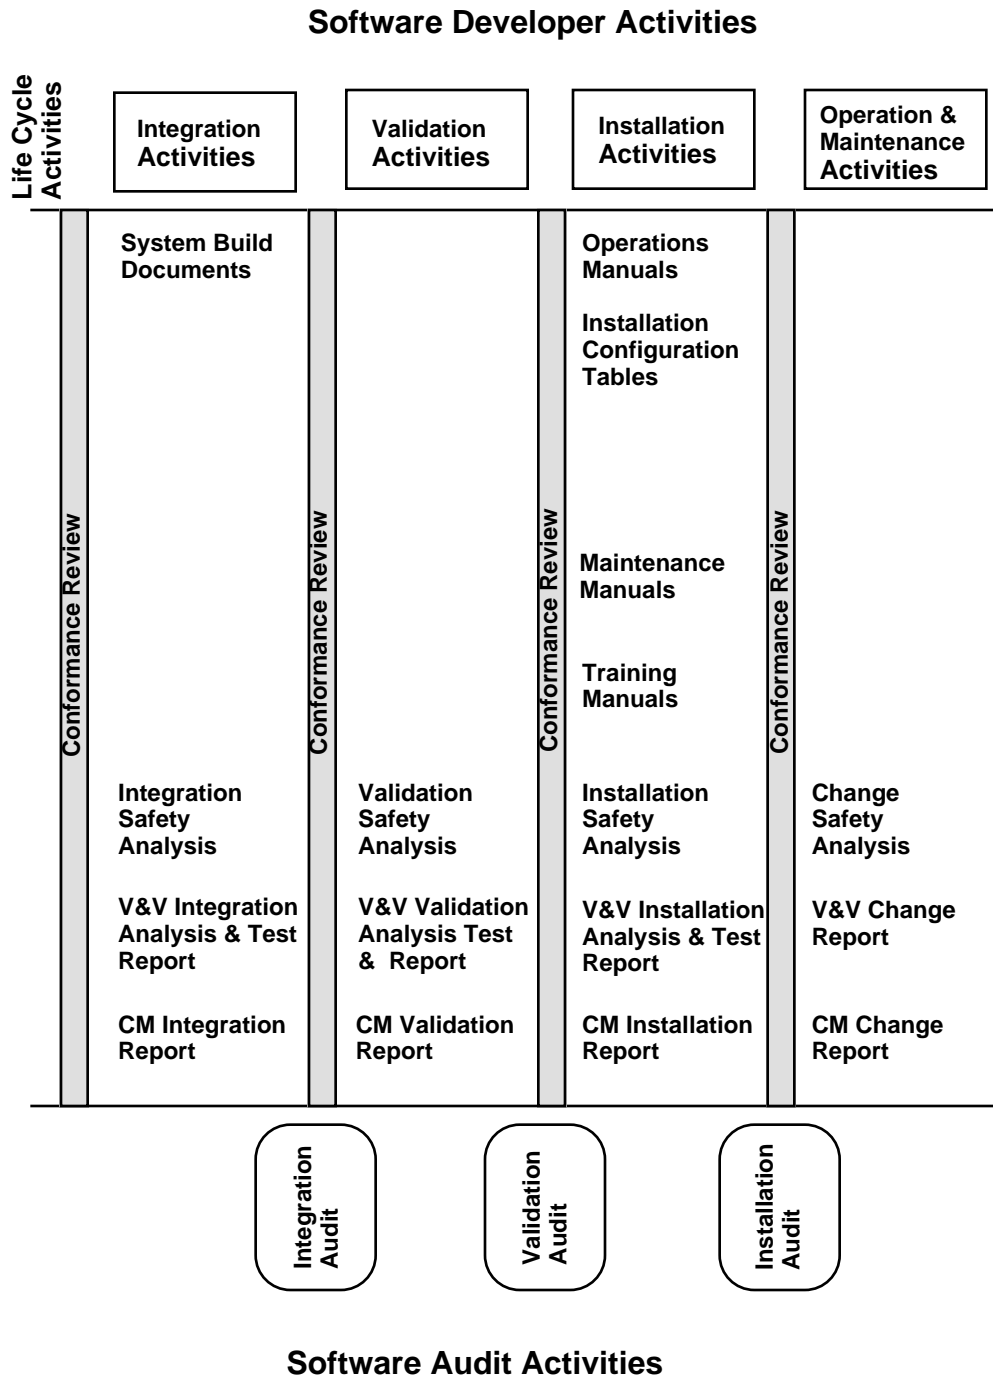 Software Developer Activities
Life Cycle
Activities
Integration
Activities
Validation
Activities
Installation
Activities
Operation &
Maintenance
Activities
Conformance Review
System Build
Documents
Integration
Safety
Analysis
V&V Integration
Analysis & Test
Report
CM Integration
Report
Conformance Review
Validation
Safety
Analysis
V&V Validation
Analysis Test
& Report
CM Validation
Report
Conformance Review
Operations
Manuals
Installation
Configuration
Tables
Maintenance
Manuals
Training
Manuals
Installation
Safety
Analysis
V&V Installation
Analysis & Test
Report
CM Installation
Report
Conformance Review
Change
Safety
Analysis
V&V Change
Report
CM Change
Report
Integration
Audit
Validation
Audit
Installation
Audit
Software Audit Activities